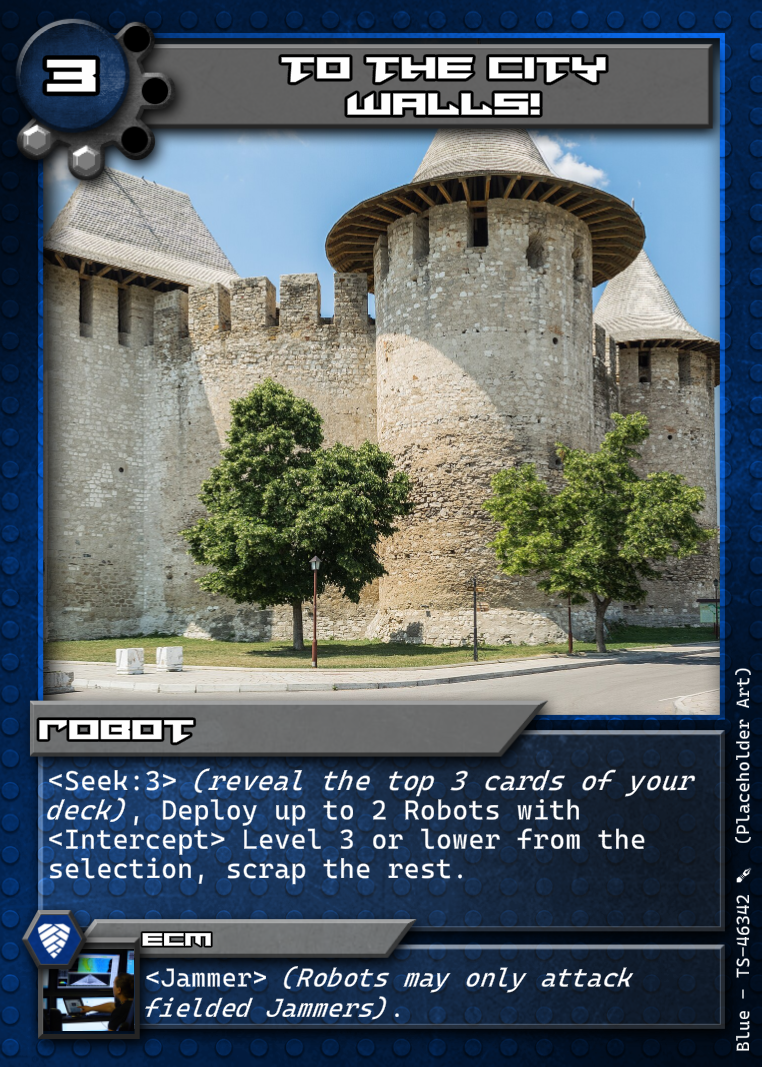 3
TO THE CITY
WALLS!
ROBOT
<Seek:3> (reveal the top 3 cards of your
deck), Deploy up to 2 Robots with
<Intercept> Level 3 or lower from the
selection, scrap the rest.
ECM
<Jammer> (Robots may only attack
fielded Jammers).
Blue - TS-46342 (Placeholder Art)